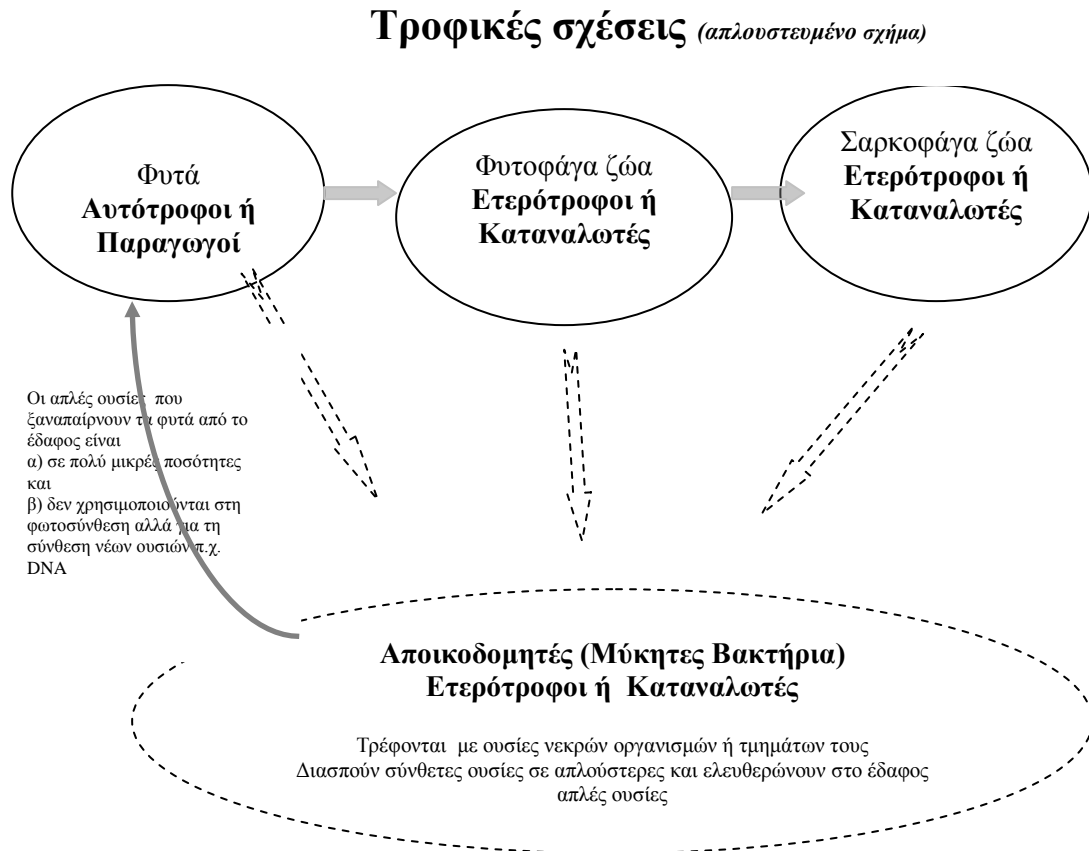 Τροφικές σχέσεις (απλουστευμένο σχήμα)
Φυτά
Αυτότροφοι ή
Παραγωγοί
Φυτοφάγα ζώα
Ετερότροφοι ή
Καταναλωτές
Σαρκοφάγα ζώα
Ετερότροφοι ή
Καταναλωτές
Οι απλές ουσίες που
ξαναπαίρνουν τα φυτά από το
έδαφος είναι
α) σε πολύ μικρές ποσότητες
και
β) δεν χρησιμοποιούνται στη
φωτοσύνθεση αλλά για τη
σύνθεση νέων ουσιών π.χ.
DNA
Αποικοδομητές (Μύκητες Βακτήρια)
Ετερότροφοι ή Καταναλωτές
Τρέφονται με ουσίες νεκρών οργανισμών ή τμημάτων τους
Διασπούν σύνθετες ουσίες σε απλούστερες και ελευθερώνουν στο έδαφος
απλές ουσίες